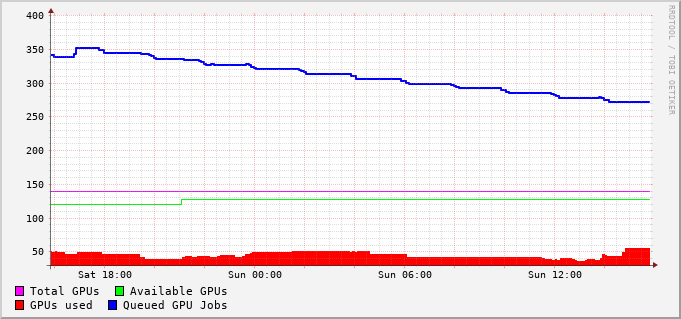 400
350
300
250
200
150
100
50
Sat 18:00 Sun 00:00 Sun 06:00 Sun 12:00
Total GPUs Available GPUs
GPUs used Queued GPU Jobs
RRDTOOL / TOBI OETIKER